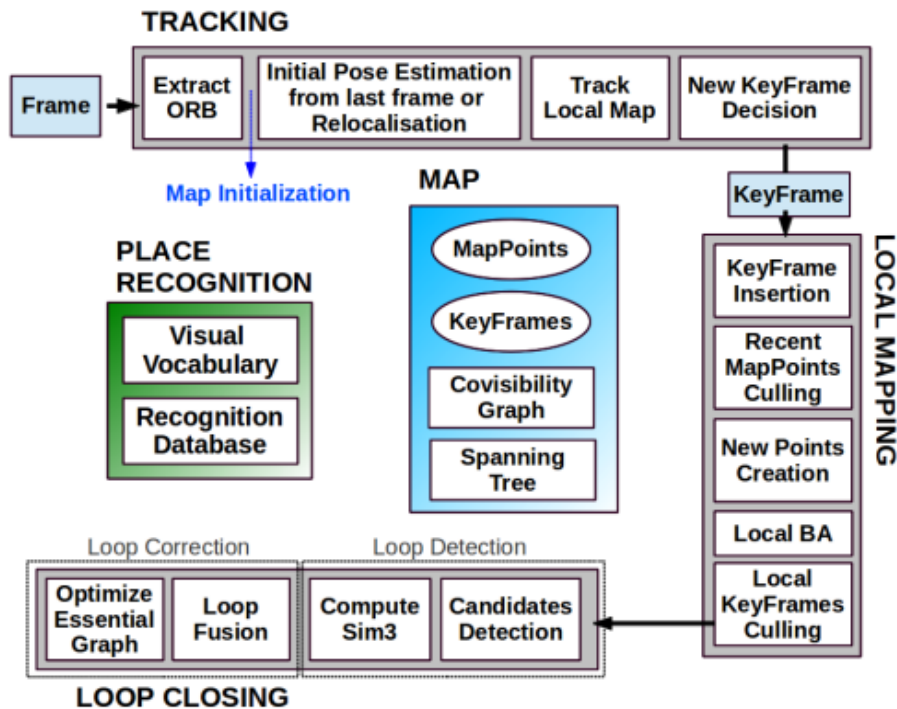 TRACKING
Frame
Extract
ORB
Initial Pose Estimation
from last frame or
Relocalisation
Track
Local Map
New KeyFrame
Decision
Map Initialization
MAP
KeyFrame
PLACE
RECOGNITION
Visual
Vocabulary
Recognition
Database
MapPoints
KeyFrames
Covisibility
Graph
Spanning
Tree
LOCAL MAPPING
KeyFrame
Insertion
Recent
MapPoints
Culling
New Points
Creation
Local BA
Local
KeyFrames
Culling
Loop Correction
Loop Detection
Optimize
Essential
Graph
Loop
Fusion
Compute
Sim3
Candidates
Detection
LOOP CLOSING